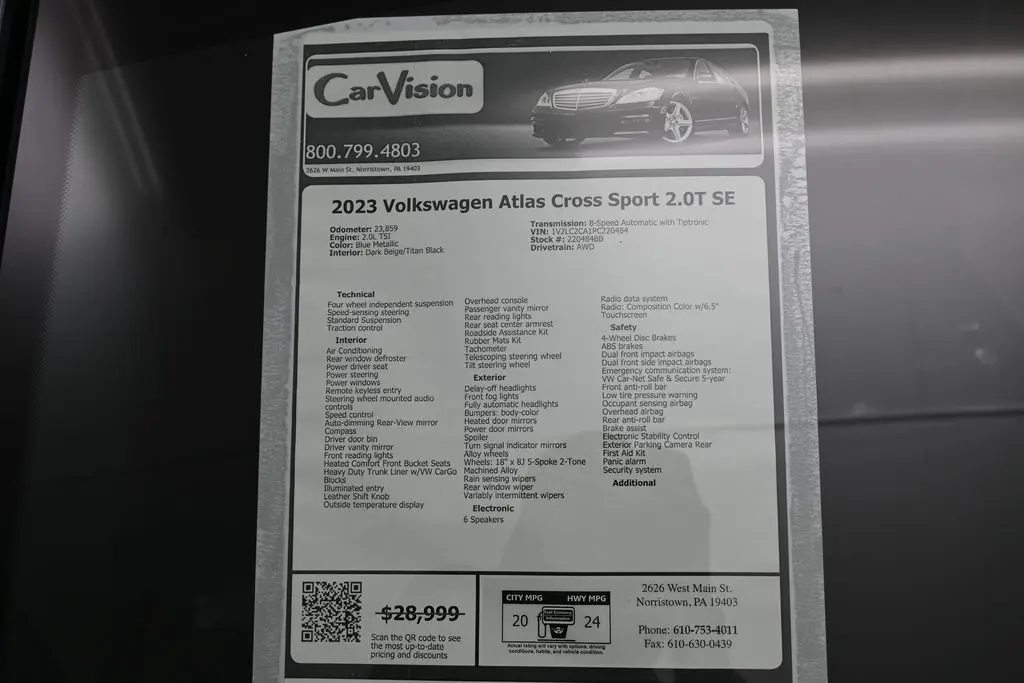 CarVision
800.799.4803
2626 W Main St, Norristown, PA 19403
2023 Volkswagen Atlas Cross Sport 2.0T SE
Odometer: 23,859
Engine: 2.0L TSI
Color: Blue Metallic
Interior: Dark Beige/Titan Black
Transmission: 8-Speed Automatic with Tiptronic
VIN: 1V2LC2CA1PC220484
Stock #: 220484BB
Drivetrain: AWD
Technical
Four wheel independent suspension
Speed-sensing steering
Standard Suspension
Traction control
Interior
Air Conditioning
Rear window defroster
Power driver seat
Power steering
Power windows
Remote keyless entry
Steering wheel mounted audio
controls
Speed control
Auto-dimming Rear-View mirror
Compass
Driver door bin
Driver vanity mirror
Front reading lights
Heated Comfort Front Bucket Seats
Heavy Duty Trunk Liner w/VW CarGo
Blocks
Illuminated entry
Leather Shift Knob
Outside temperature display
Overhead console
Passenger vanity mirror
Rear reading lights
Rear seat center armrest
Roadside Assistance Kit
Rubber Mats Kit
Tachometer
Telescoping steering wheel
Tilt steering wheel
Exterior
Delay-off headlights
Front fog lights
Fully automatic headlights
Bumpers: body-color
Heated door mirrors
Power door mirrors
Spoiler
Turn signal indicator mirrors
Alloy wheels
Wheels: 18" x 8J 5-Spoke 2-Tone
Machined Alloy
Rain sensing wipers
Rear window wiper
Variably intermittent wipers
Electronic
6 Speakers
Radio data system
Radio: Composition Color w/6.5"
Touchscreen
Safety
4-Wheel Disc Brakes
ABS brakes
Dual front impact airbags
Dual front side impact airbags
Emergency communication system:
VW Car-Net Safe & Secure 5-year
Front anti-roll bar
Low tire pressure warning
Occupant sensing airbag
Overhead airbag
Rear anti-roll bar
Brake assist
Electronic Stability Control
Exterior Parking Camera Rear
First Aid Kit
Panic alarm
Security system
Additional
$28,999
Scan the QR code to see
the most up-to-date
pricing and discounts
CITY MPG HWY MPG
Fuel Economy
Information
20 24
Actual rating will vary with options, driving
conditions, habits, and vehicle condition.
2626 West Main St.
Norristown, PA 19403
Phone: 610-753-4011
Fax: 610-630-0439